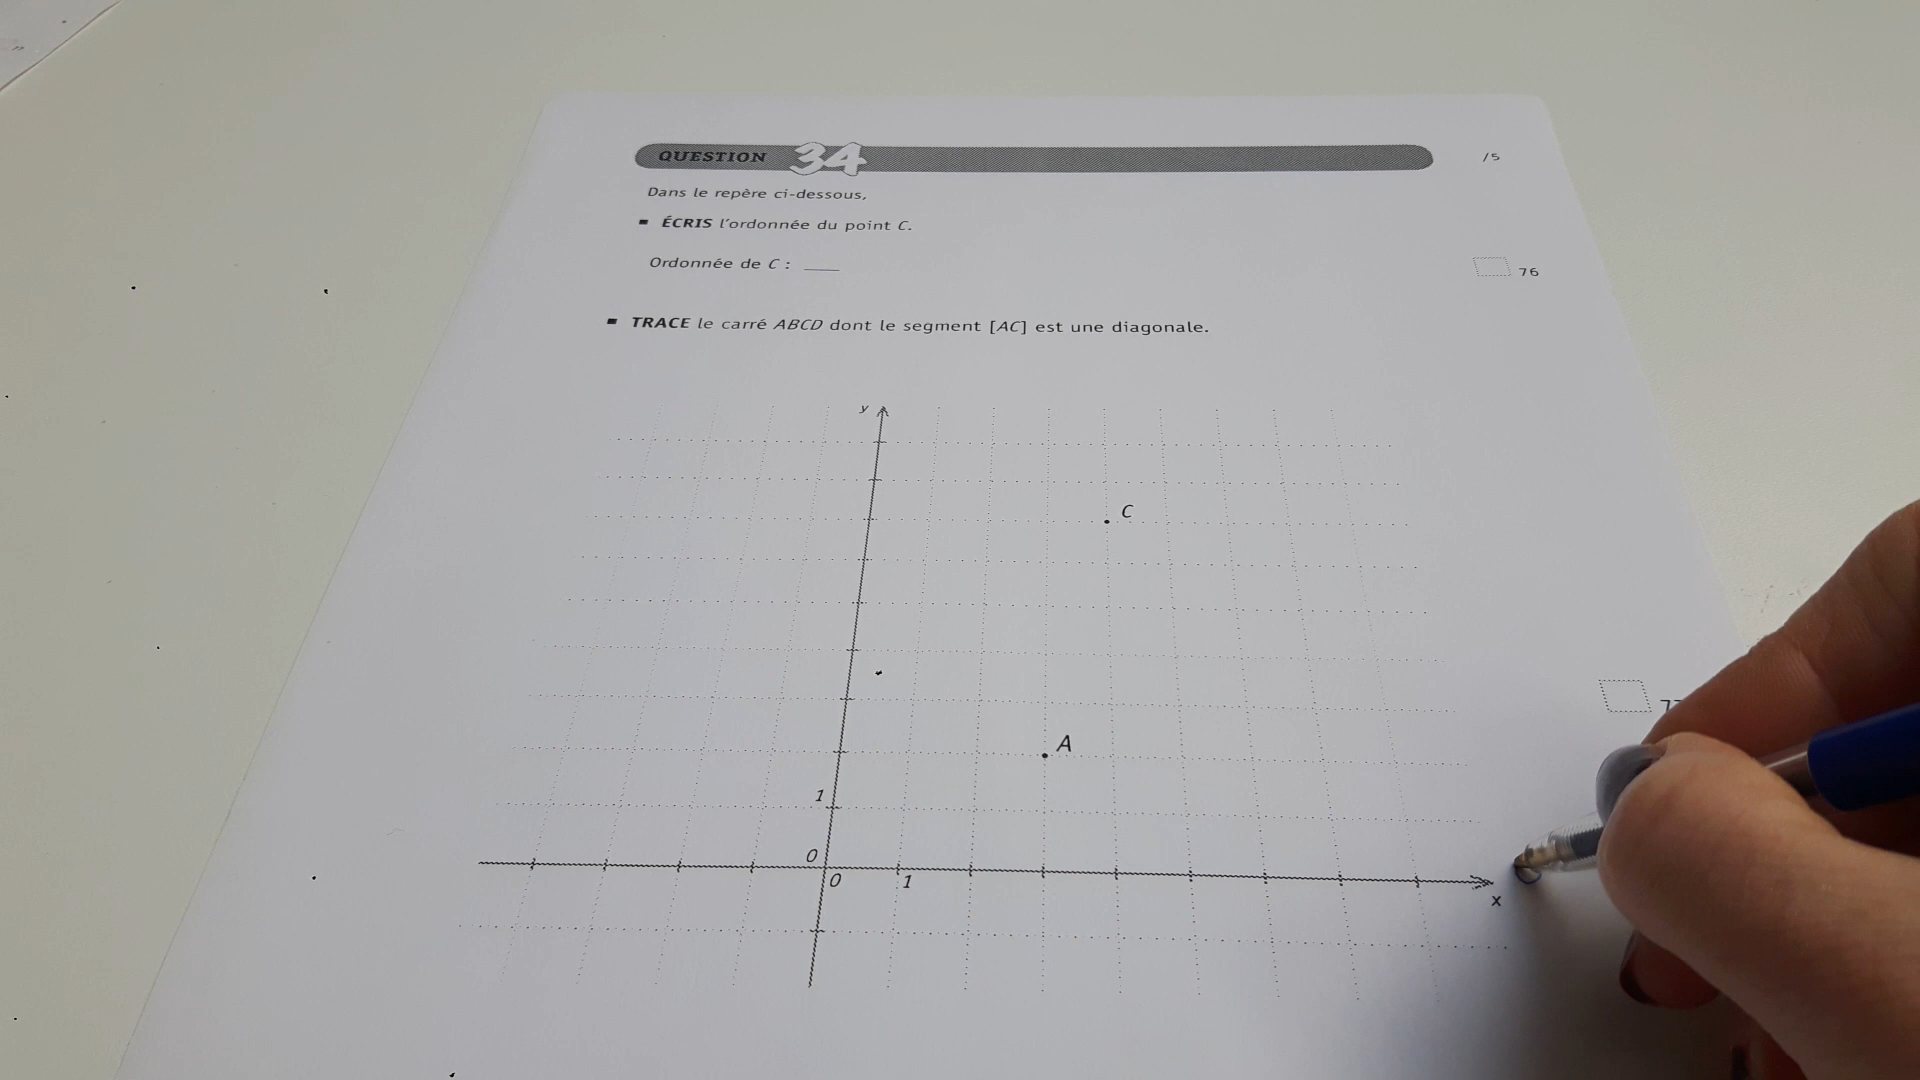 QUESTION 34 /5
Dans le repère ci-dessous,
▪ ÉCRIS l'ordonnée du point C.
Ordonnée de C : ____
76
▪ TRACE le carré ABCD dont le segment [AC] est une diagonale.
y
C
A
1
0
0 1
x